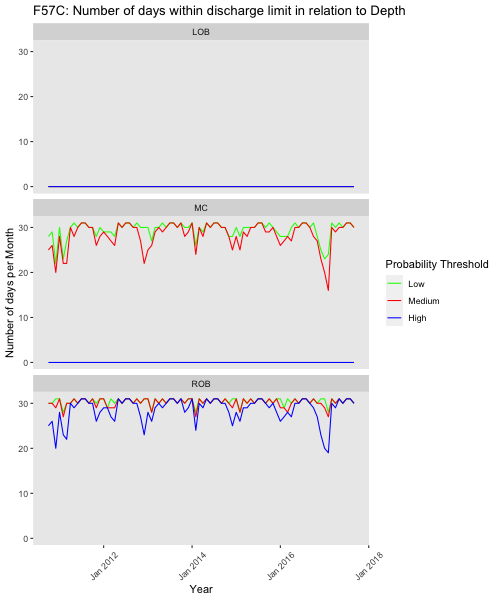 F57C: Number of days within discharge limit in relation to Depth
LOB
30
20
10
0
MC
30
20
10
0
ROB
30
20
10
0
Number of days per Month
Jan 2012
Jan 2014
Jan 2016
Jan 2018
Year
Probability Threshold
Low
Medium
High